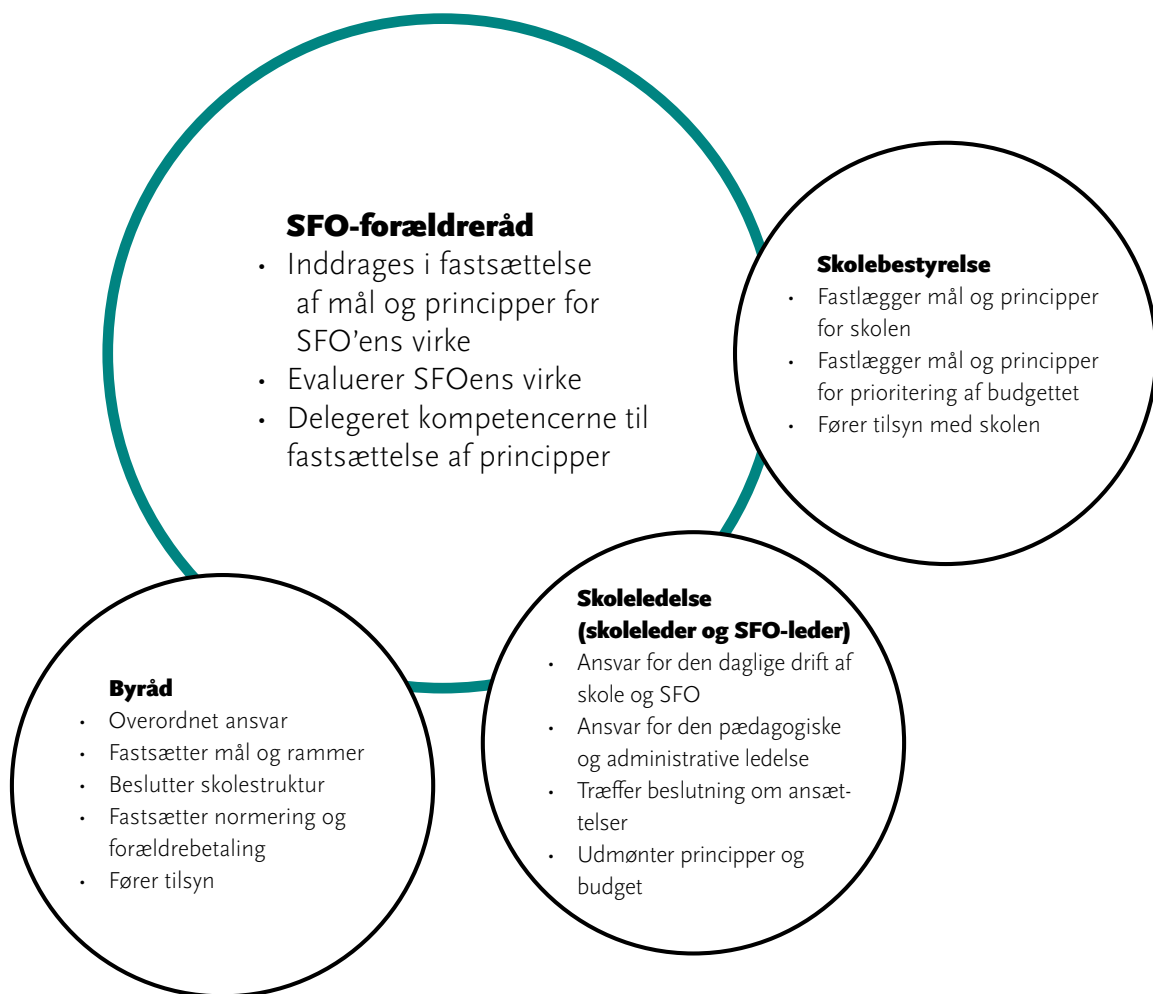 SFO-forældreråd
• Inddrages i fastsættelse
af mål og principper for
SFO’ens virke
• Evaluerer SFOens virke
• Delegeret kompetencerne til
fastsættelse af principper
Skolebestyrelse
• Fastlægger mål og principper
for skolen
• Fastlægger mål og principper
for prioritering af budgettet
• Fører tilsyn med skolen
Skoleledelse
(skoleleder og SFO-leder)
• Ansvar for den daglige drift af
skole og SFO
• Ansvar for den pædagogiske
og administrative ledelse
• Træffer beslutning om ansæt-
telser
• Udmønter principper og
budget
Byråd
• Overordnet ansvar
• Fastsætter mål og rammer
• Beslutter skolestruktur
• Fastsætter normering og
forældrebetaling
• Fører tilsyn